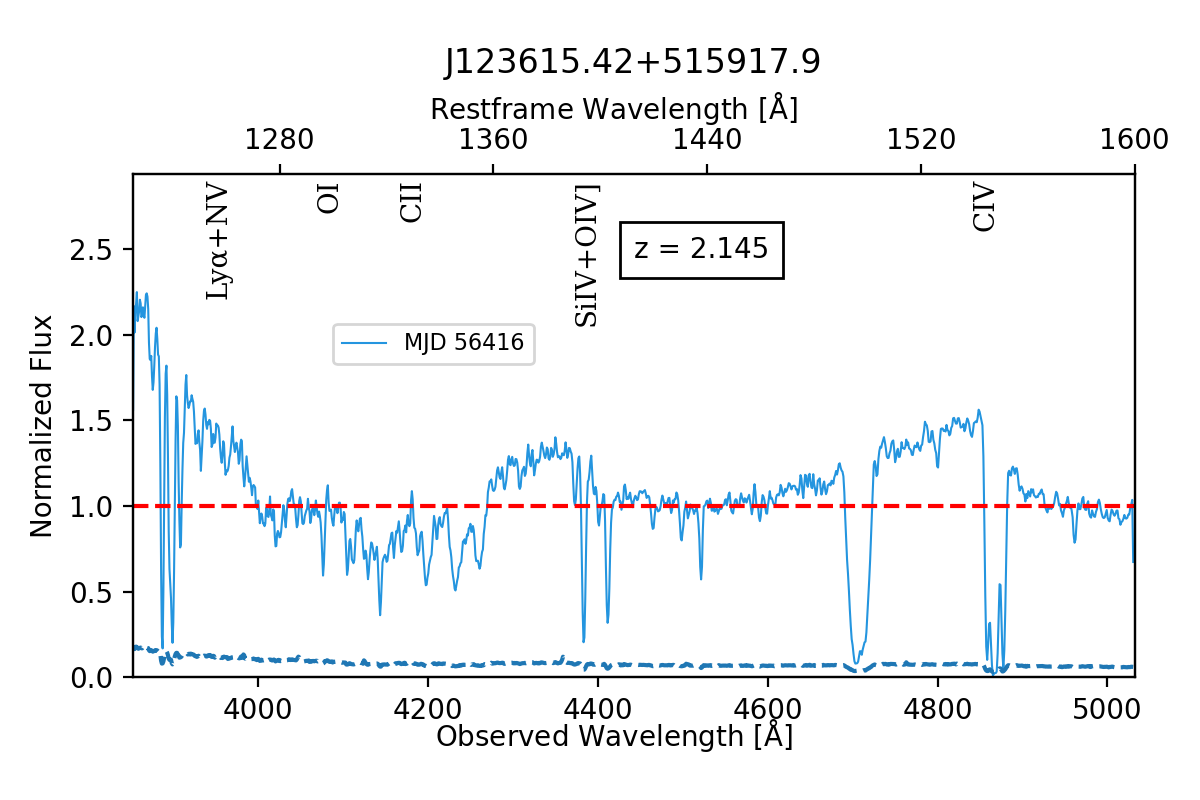 J123615.42+515917.9
Restframe Wavelength [Å]
1280 1360 1440 1520 1600
Lyα+NV
OI
CII
SiIV+OIV]
CIV
z = 2.145
MJD 56416
Normalized Flux
2.5
2.0
1.5
1.0
0.5
0.0
4000 4200 4400 4600 4800 5000
Observed Wavelength [Å]